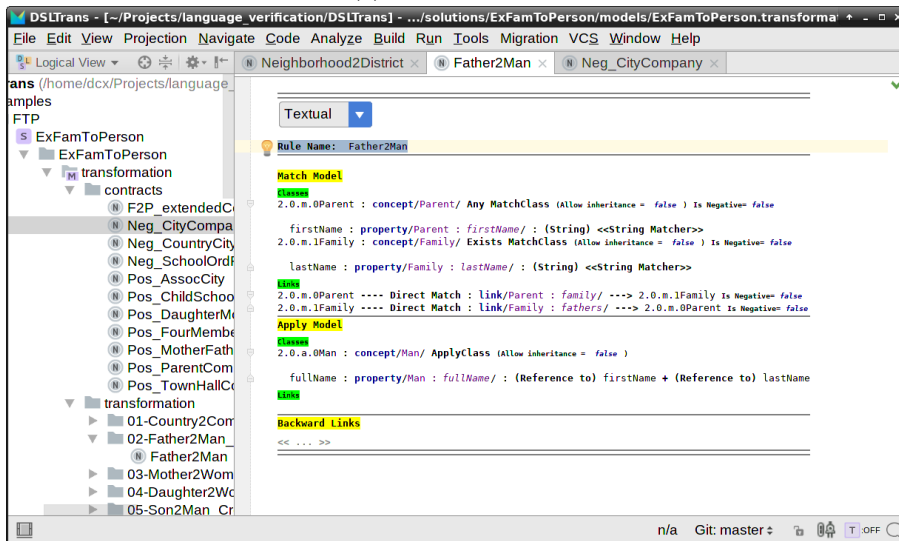 DSLTrans - [~/Projects/language_verification/DSLTrans] - .../solutions/ExFamToPerson/models/ExFamToPerson.transforma
File Edit View Projection Navigate Code Analyze Build Run Tools Migration VCS Window Help
Logical View
Neighborhood2District
Father2Man
Neg_CityCompany
rans (/home/dcx/Projects/language_
amples
FTP
S ExFamToPerson
ExFamToPerson
M transformation
contracts
N F2P_extendedC
N Neg_CityCompa
N Neg_CountryCity
N Neg_SchoolOrdF
N Pos_AssocCity
N Pos_ChildSchoo
N Pos_DaughterMo
N Pos_FourMembe
N Pos_MotherFath
N Pos_ParentCom
N Pos_TownHallCo
transformation
01-Country2Com
02-Father2Man_
N Father2Man
03-Mother2Wom
04-Daughter2Wo
05-Son2Man_Cr
Textual
Rule Name: Father2Man
Match Model
Classes
2.0.m.0Parent : concept/Parent/ Any MatchClass (Allow inheritance = false ) Is Negative= false
firstName : property/Parent : firstName/ : (String) <<String Matcher>>
2.0.m.1Family : concept/Family/ Exists MatchClass (Allow inheritance = false ) Is Negative= false
lastName : property/Family : lastName/ : (String) <<String Matcher>>
Links
2.0.m.0Parent ---- Direct Match : link/Parent : family/ ---> 2.0.m.1Family Is Negative= false
2.0.m.1Family ---- Direct Match : link/Family : fathers/ ---> 2.0.m.0Parent Is Negative= false
Apply Model
Classes
2.0.a.0Man : concept/Man/ ApplyClass (Allow inheritance = false )
fullName : property/Man : fullName/ : (Reference to) firstName + (Reference to) lastName
Links
Backward Links
<< ... >>
n/a Git: master T :OFF